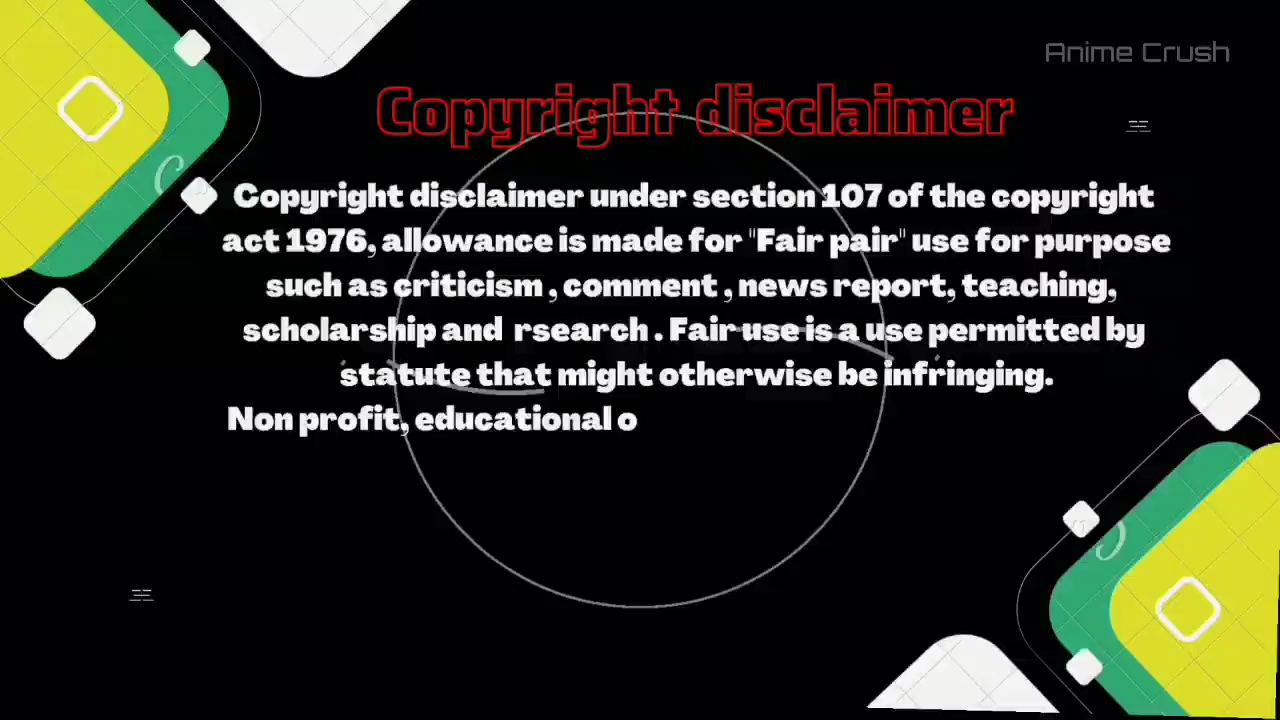 Anime Crush
Copyright disclaimer
Copyright disclaimer under section 107 of the copyright
act 1976, allowance is made for "Fair pair" use for purpose
such as criticism , comment , news report, teaching,
scholarship and rsearch . Fair use is a use permitted by
statute that might otherwise be infringing.
Non profit, educational o